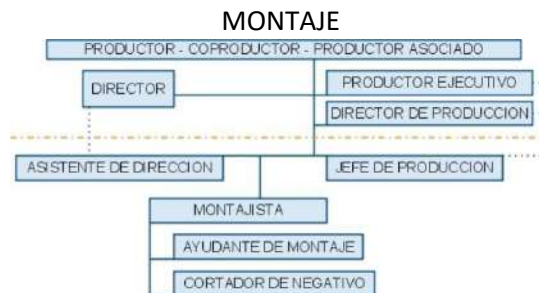 MONTAJE
PRODUCTOR - COPRODUCTOR - PRODUCTOR ASOCIADO
DIRECTOR
PRODUCTOR EJECUTIVO
DIRECTOR DE PRODUCCION
ASISTENTE DE DIRECCION
JEFE DE PRODUCCION
MONTAJISTA
AYUDANTE DE MONTAJE
CORTADOR DE NEGATIVO